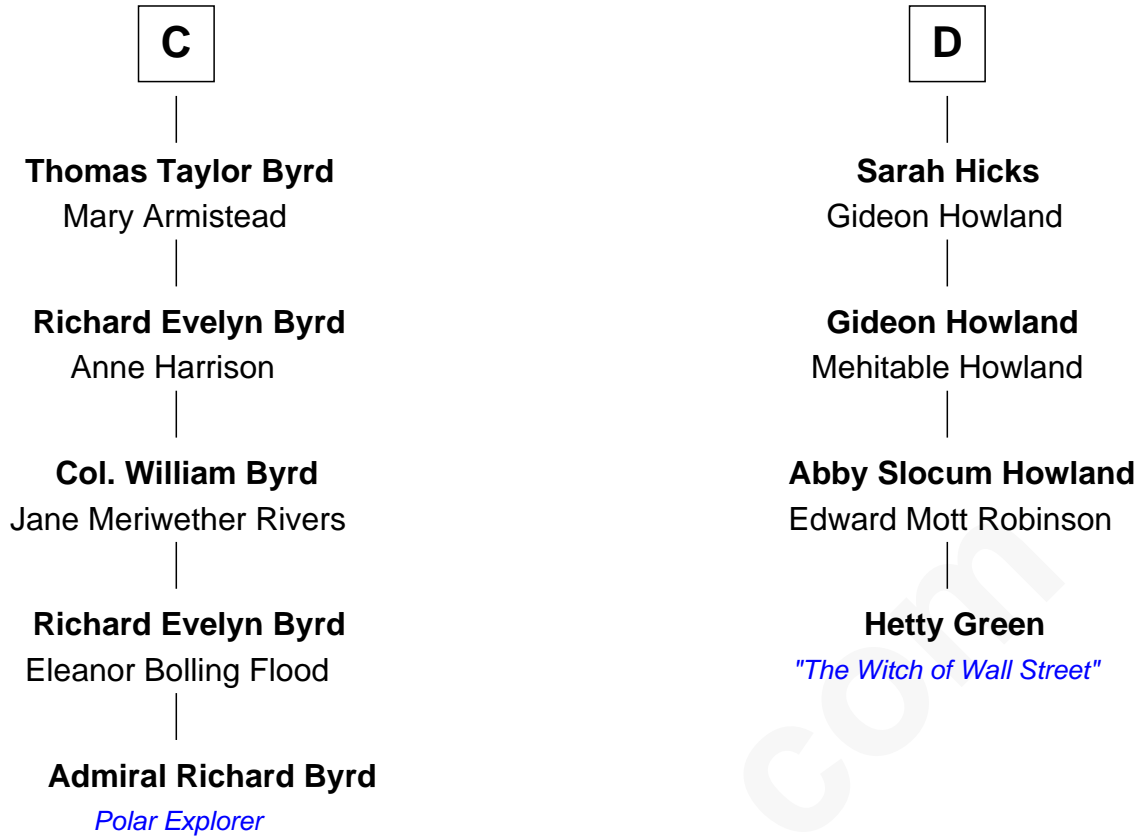 C
Thomas Taylor Byrd
Mary Armistead
Richard Evelyn Byrd
Anne Harrison
Col. William Byrd
Jane Meriwether Rivers
Richard Evelyn Byrd
Eleanor Bolling Flood
Admiral Richard Byrd
Polar Explorer
D
Sarah Hicks
Gideon Howland
Gideon Howland
Mehitable Howland
Abby Slocum Howland
Edward Mott Robinson
Hetty Green
"The Witch of Wall Street"
com